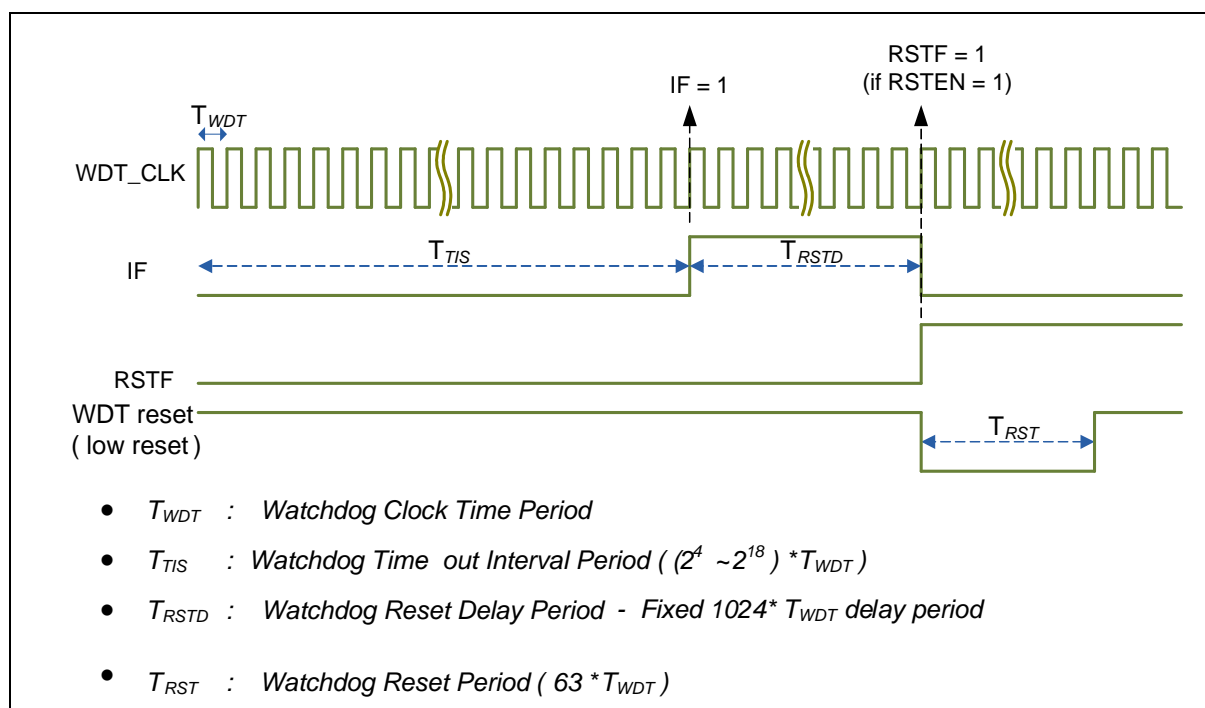 RSTF = 1
IF = 1
(if RSTEN = 1)
TWDT
WDT_CLK
TTIS
TRSTD
IF
RSTF
WDT reset
( low reset )
TRST
• TWDT : Watchdog Clock Time Period
• TTIS : Watchdog Time out Interval Period ( (2^4 ~2^18 ) *TWDT )
• TRSTD : Watchdog Reset Delay Period - Fixed 1024* TWDT delay period
• TRST : Watchdog Reset Period ( 63 *TWDT )